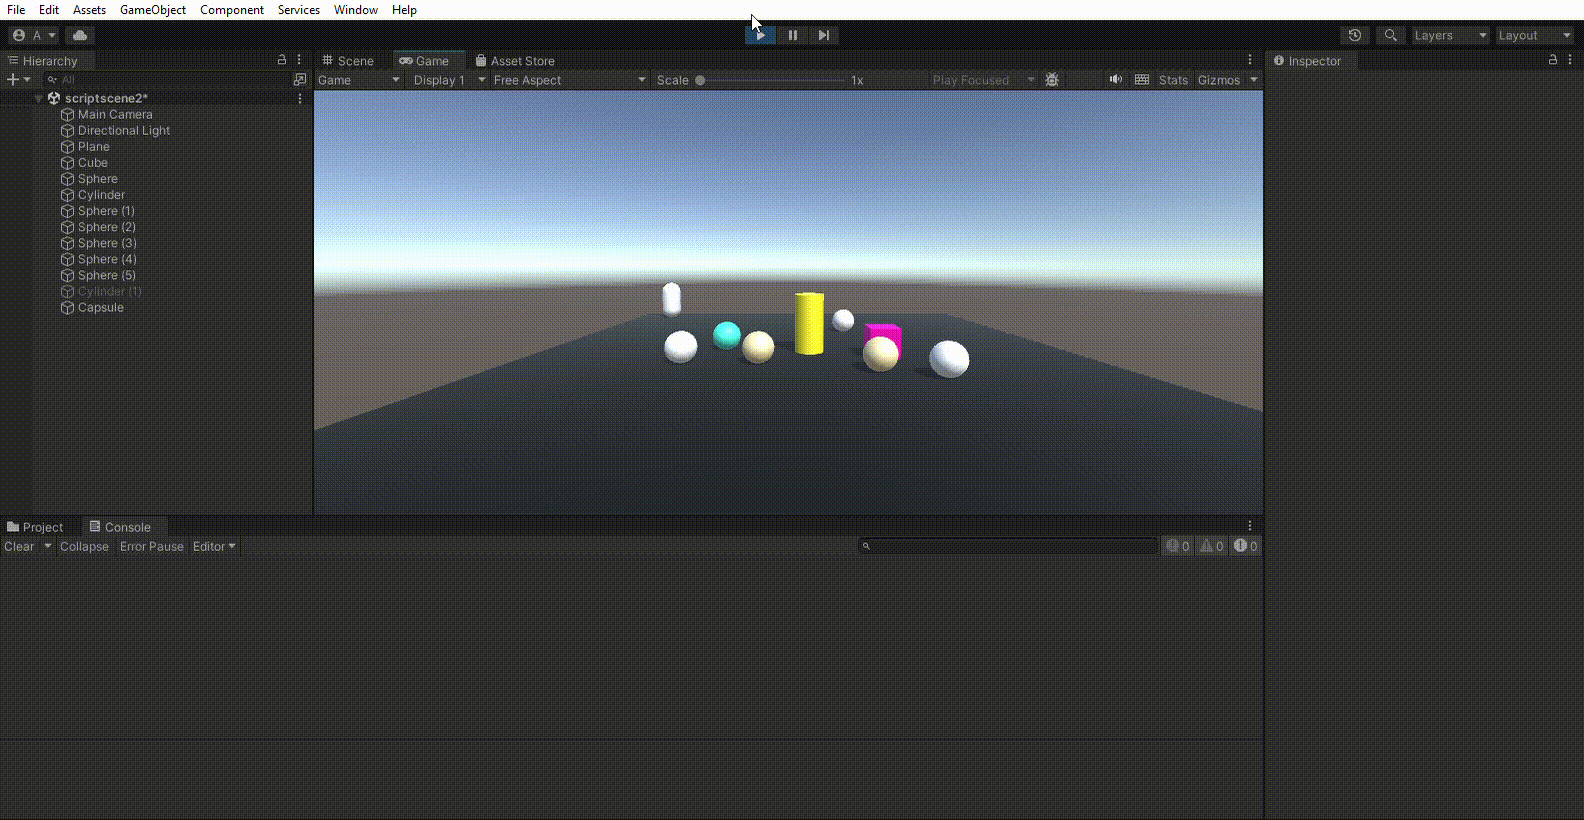 File Edit Assets GameObject Component Services Window Help
A Layers Layout
Hierarchy Scene Game Asset Store Inspector
All Game Display 1 Free Aspect Scale 1x Play Focused Stats Gizmos
scriptscene2*
Main Camera
Directional Light
Plane
Cube
Sphere
Cylinder
Sphere (1)
Sphere (2)
Sphere (3)
Sphere (4)
Sphere (5)
Cylinder (1)
Capsule
Project Console
Clear Collapse Error Pause Editor 0 0 0